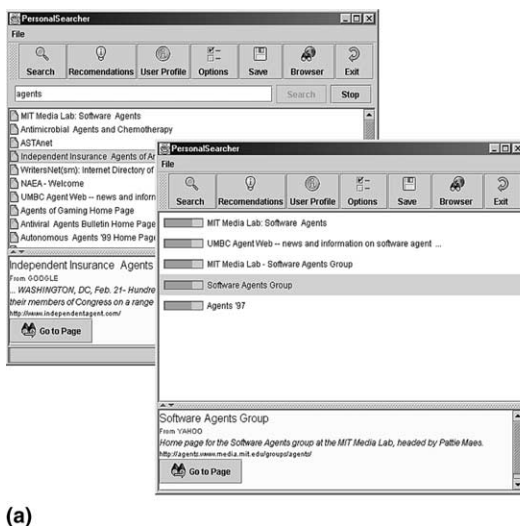 PersonalSearcher
File
Search Recomendations User Profile Options Save Browser Exit
agents Search Stop
MIT Media Lab: Software Agents
Antimicrobial Agents and Chemotherapy
ASTAnet
Independent Insurance Agents of Am
WritersNet(sm): Internet Directory of
NAEA - Welcome
UMBC Agent Web -- news and inform
Agents of Gaming Home Page
Antiviral Agents Bulletin Home Page
Autonomous Agents '99 Home Page
Independent Insurance Agents
From GOOGLE
... WASHINGTON, DC, Feb. 21- Hundre
their members of Congress on a range
http://www.independentagent.com/
Go to Page
PersonalSearcher
File
Search Recomendations User Profile Options Save Browser Exit
MIT Media Lab: Software Agents
UMBC Agent Web -- news and information on software agent ...
MIT Media Lab - Software Agents Group
Software Agents Group
Agents '97
Software Agents Group
From YAHOO
Home page for the Software Agents group at the MIT Media Lab, headed by Pattie Maes.
http://agents.www.media.mit.edu/groups/agents/
Go to Page
(a)